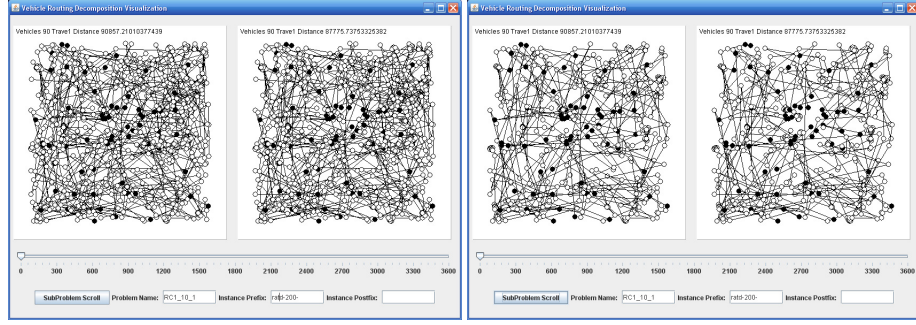 Vehicle Routing Decomposition Visualization
Vehicles 90 Travel Distance 90857.21010377439
Vehicles 90 Travel Distance 87775.73753325382
0 300 600 900 1200 1500 1800 2100 2400 2700 3000 3300 3600
SubProblem Scroll Problem Name: RC1_10_1 Instance Prefix: ratd-200- Instance Postfix:
Vehicle Routing Decomposition Visualization
Vehicles 90 Travel Distance 90857.21010377439
Vehicles 90 Travel Distance 87775.73753325382
0 300 600 900 1200 1500 1800 2100 2400 2700 3000 3300 3600
SubProblem Scroll Problem Name: RC1_10_1 Instance Prefix: ratd-200- Instance Postfix: